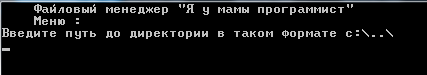 Файловый менеджер "Я у мамы программист"
Меню :
Введите путь до директории в таком формате c:\..\